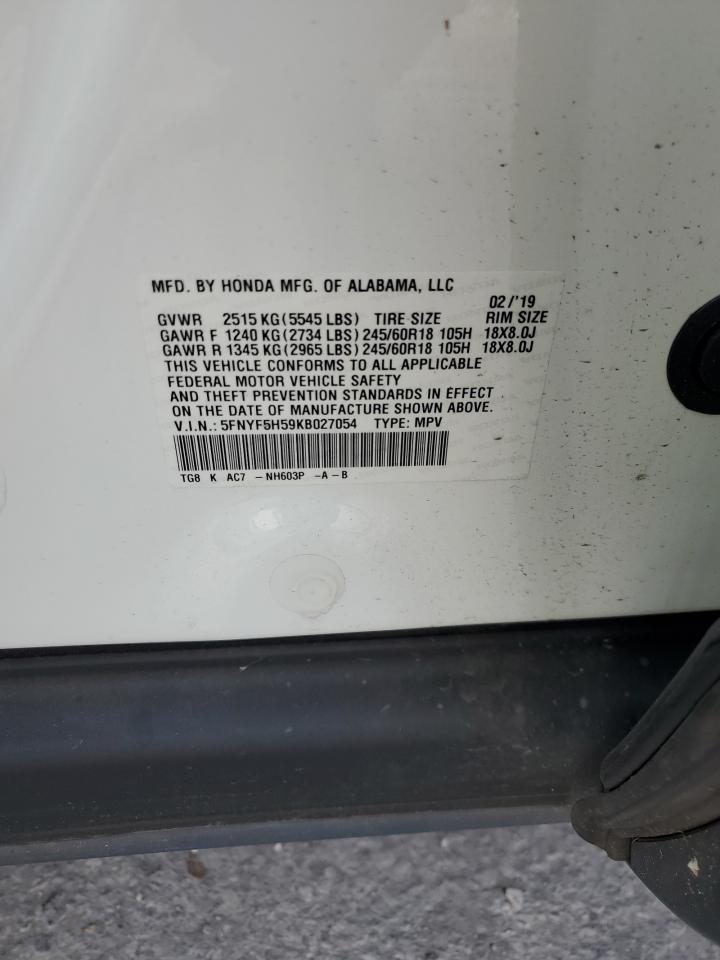 MFD. BY HONDA MFG. OF ALABAMA, LLC
02/'19
GVWR 2515 KG (5545 LBS) TIRE SIZE RIM SIZE
GAWR F 1240 KG (2734 LBS) 245/60R18 105H 18X8.0J
GAWR R 1345 KG (2965 LBS) 245/60R18 105H 18X8.0J
THIS VEHICLE CONFORMS TO ALL APPLICABLE
FEDERAL MOTOR VEHICLE SAFETY
AND THEFT PREVENTION STANDARDS IN EFFECT
ON THE DATE OF MANUFACTURE SHOWN ABOVE.
V.I.N.: 5FNYF5H59KB027054 TYPE: MPV
TG8 K AC7 -NH603P -A-B